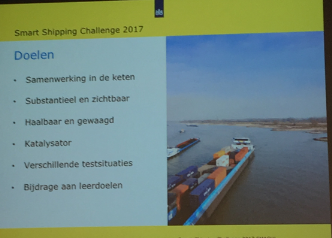 Smart Shipping Challenge 2017
Doelen
• Samenwerking in de keten
• Substantieel en zichtbaar
• Haalbaar en gewaagd
• Katalysator
• Verschillende testsituaties
• Bijdrage aan leerdoelen